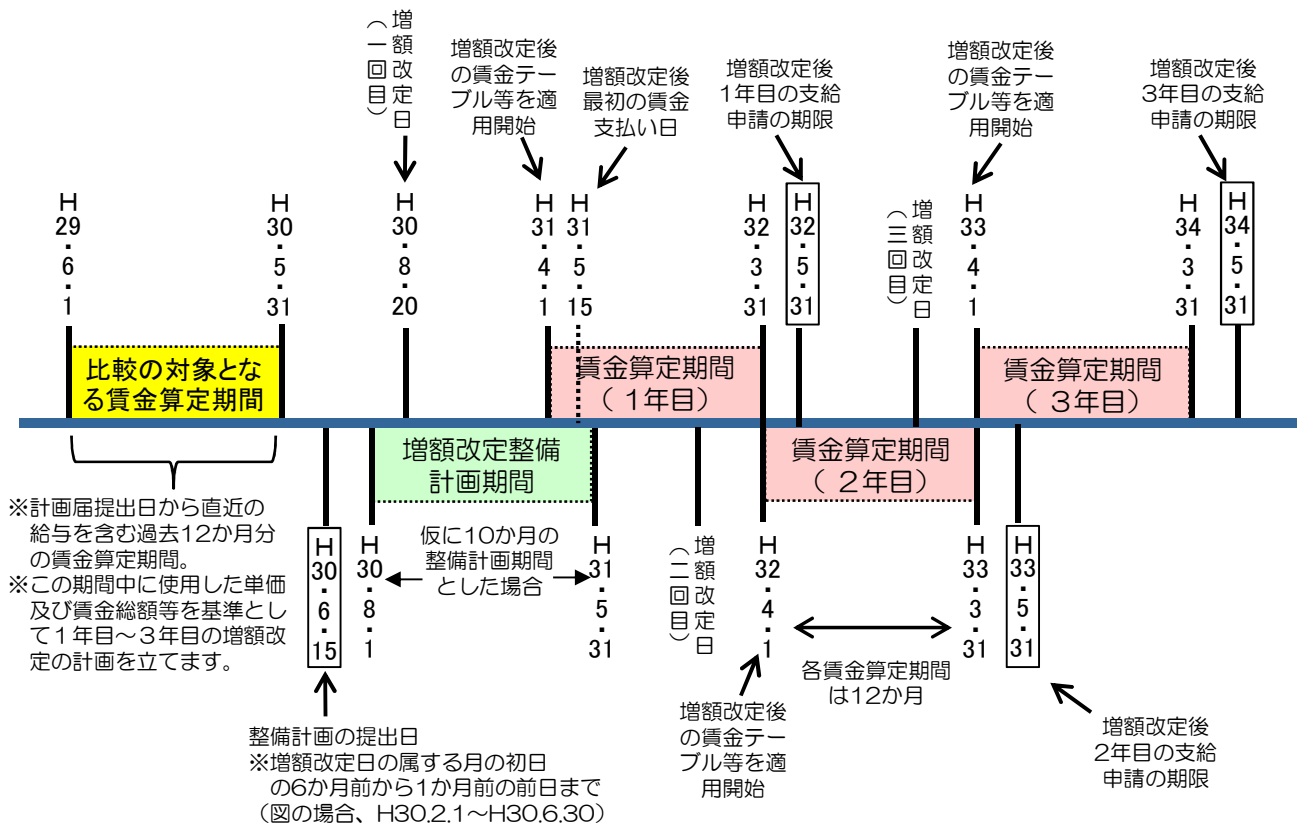 増額改定日
（一回目）
増額改定後
の賃金テー
ブル等を適
用開始
増額改定後
最初の賃金
支払い日
増額改定後
1年目の支給
申請の期限
増額改定後
の賃金テー
ブル等を適
用開始
増額改定後
3年目の支給
申請の期限
H29・6・1
H30・5・31
H30・8・20
H31・4・1
H31・5・15
H32・3・31
H32・5・31
増額改定日
（三回目）
H33・4・1
H34・3・31
H34・5・31
比較の対象とな
る賃金算定期間
賃金算定期間
（１年目）
賃金算定期間
（３年目）
増額改定整備
計画期間
賃金算定期間
（２年目）
※計画届提出日から直近の
給与を含む過去12か月分
の賃金算定期間。
※この期間中に使用した単価
及び賃金総額等を基準とし
て１年目～３年目の増額改
定の計画を立てます。
H30・6・15
H30・8・1
仮に10か月の
整備計画期間
とした場合
H31・5・31
増額改定日
（二回目）
H32・4・1
各賃金算定期間
は12か月
H33・3・31
H33・5・31
整備計画の提出日
※増額改定日の属する月の初日
の6か月前から1か月前の前日まで
（図の場合、H30.2.1～H30.6.30）
増額改定後
の賃金テー
ブル等を適
用開始
増額改定後
2年目の支給
申請の期限